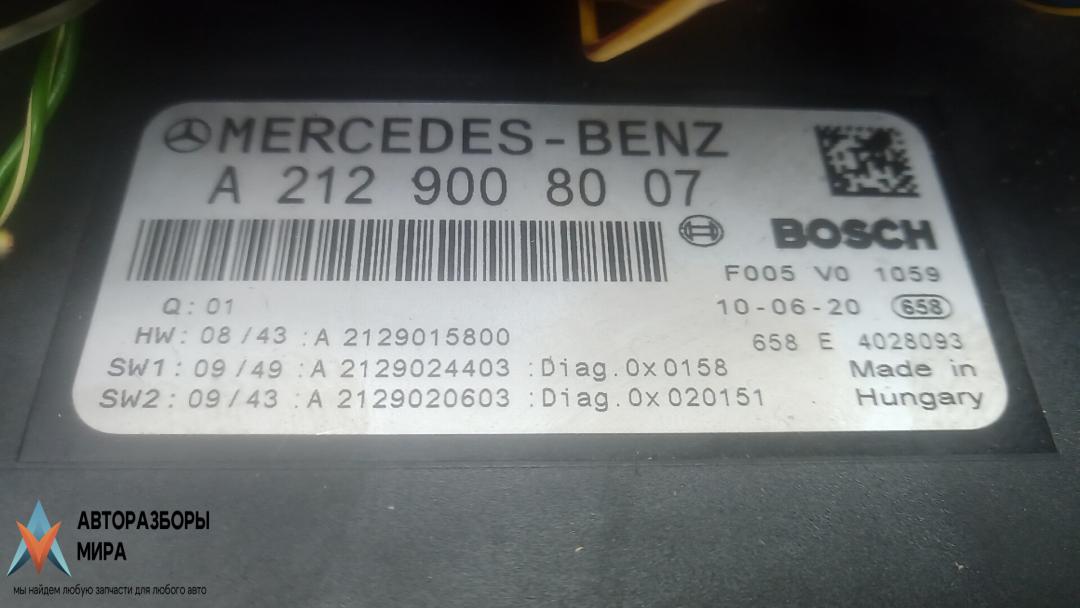 MERCEDES-BENZ
A 212 900 80 07
BOSCH
F005 V0 1059
Q: 01
10-06-20 658
HW: 08/43 :A 2129015800
658 E 4028093
SW1: 09/49 :A 2129024403 :Diag.0x0158
Made in
SW2: 09/43 :A 2129020603 :Diag.0x020151
Hungary
АВТОРАЗБОРЫ
МИРА
мы найдем любую запчасти для любого авто